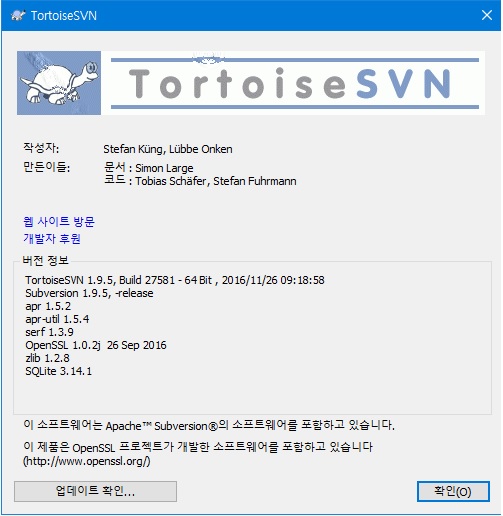 TortoiseSVN
TortoiseSVN
작성자: Stefan Küng, Lübbe Onken
만든이들: 문서 : Simon Large
코드 : Tobias Schäfer, Stefan Fuhrmann
웹 사이트 방문
개발자 후원
버전 정보
TortoiseSVN 1.9.5, Build 27581 - 64 Bit , 2016/11/26 09:18:58
Subversion 1.9.5, -release
apr 1.5.2
apr-util 1.5.4
serf 1.3.9
OpenSSL 1.0.2j  26 Sep 2016
zlib 1.2.8
SQLite 3.14.1
이 소프트웨어는 Apache™ Subversion®의 소프트웨어를 포함하고 있습니다.
이 제품은 OpenSSL 프로젝트가 개발한 소프트웨어를 포함하고 있습니다
(http://www.openssl.org/)
업데이트 확인... 확인(O)